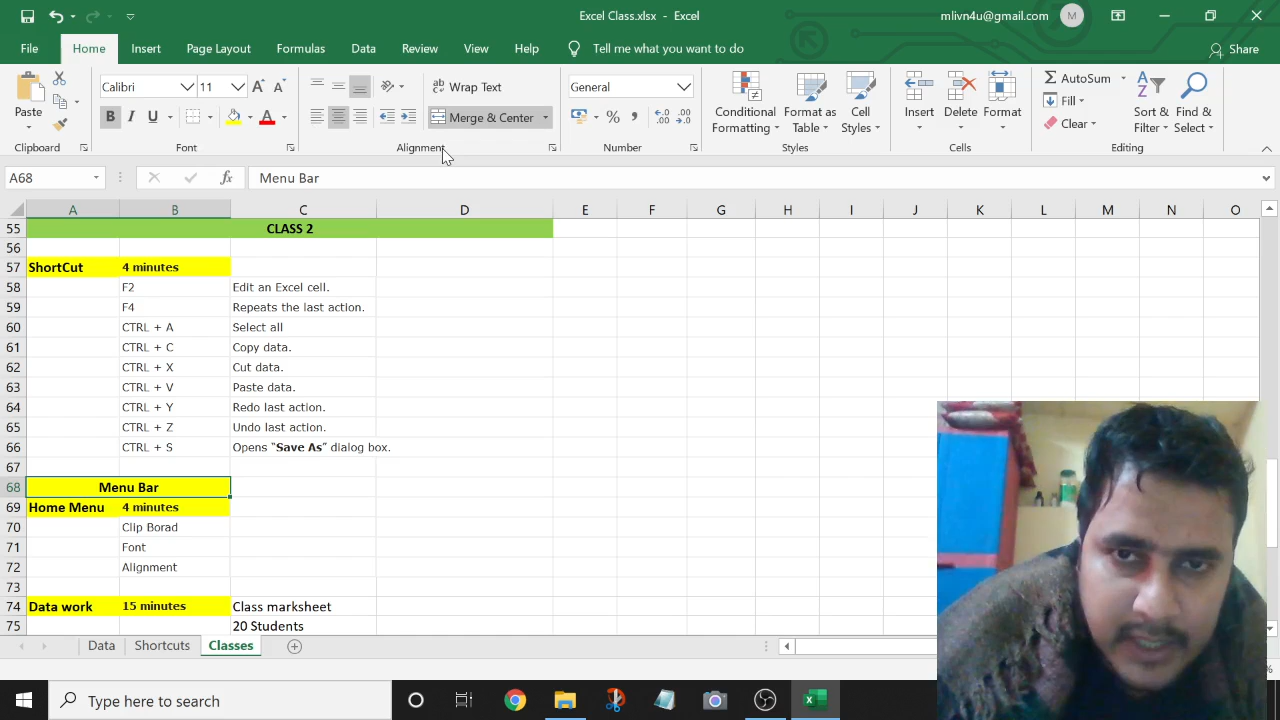 Excel Class.xlsx - Excel
mlivn4u@gmail.com
M
File Home Insert Page Layout Formulas Data Review View Help Tell me what you want to do Share
Calibri 11 Wrap Text General AutoSum
Paste B I U A Merge & Center % , Conditional Formatting Format as Table Cell Styles Insert Delete Format Fill Clear Sort & Filter Find & Select
Clipboard Font Alignment Number Styles Cells Editing
A68 fx Menu Bar
A B C D E F G H I J K L M N O
55 CLASS 2
56
57 ShortCut 4 minutes
58 F2 Edit an Excel cell.
59 F4 Repeats the last action.
60 CTRL + A Select all
61 CTRL + C Copy data.
62 CTRL + X Cut data.
63 CTRL + V Paste data.
64 CTRL + Y Redo last action.
65 CTRL + Z Undo last action.
66 CTRL + S Opens “Save As” dialog box.
67
68 Menu Bar
69 Home Menu 4 minutes
70 Clip Borad
71 Font
72 Alignment
73
74 Data work 15 minutes Class marksheet
75 20 Students
Data Shortcuts Classes
Type here to search